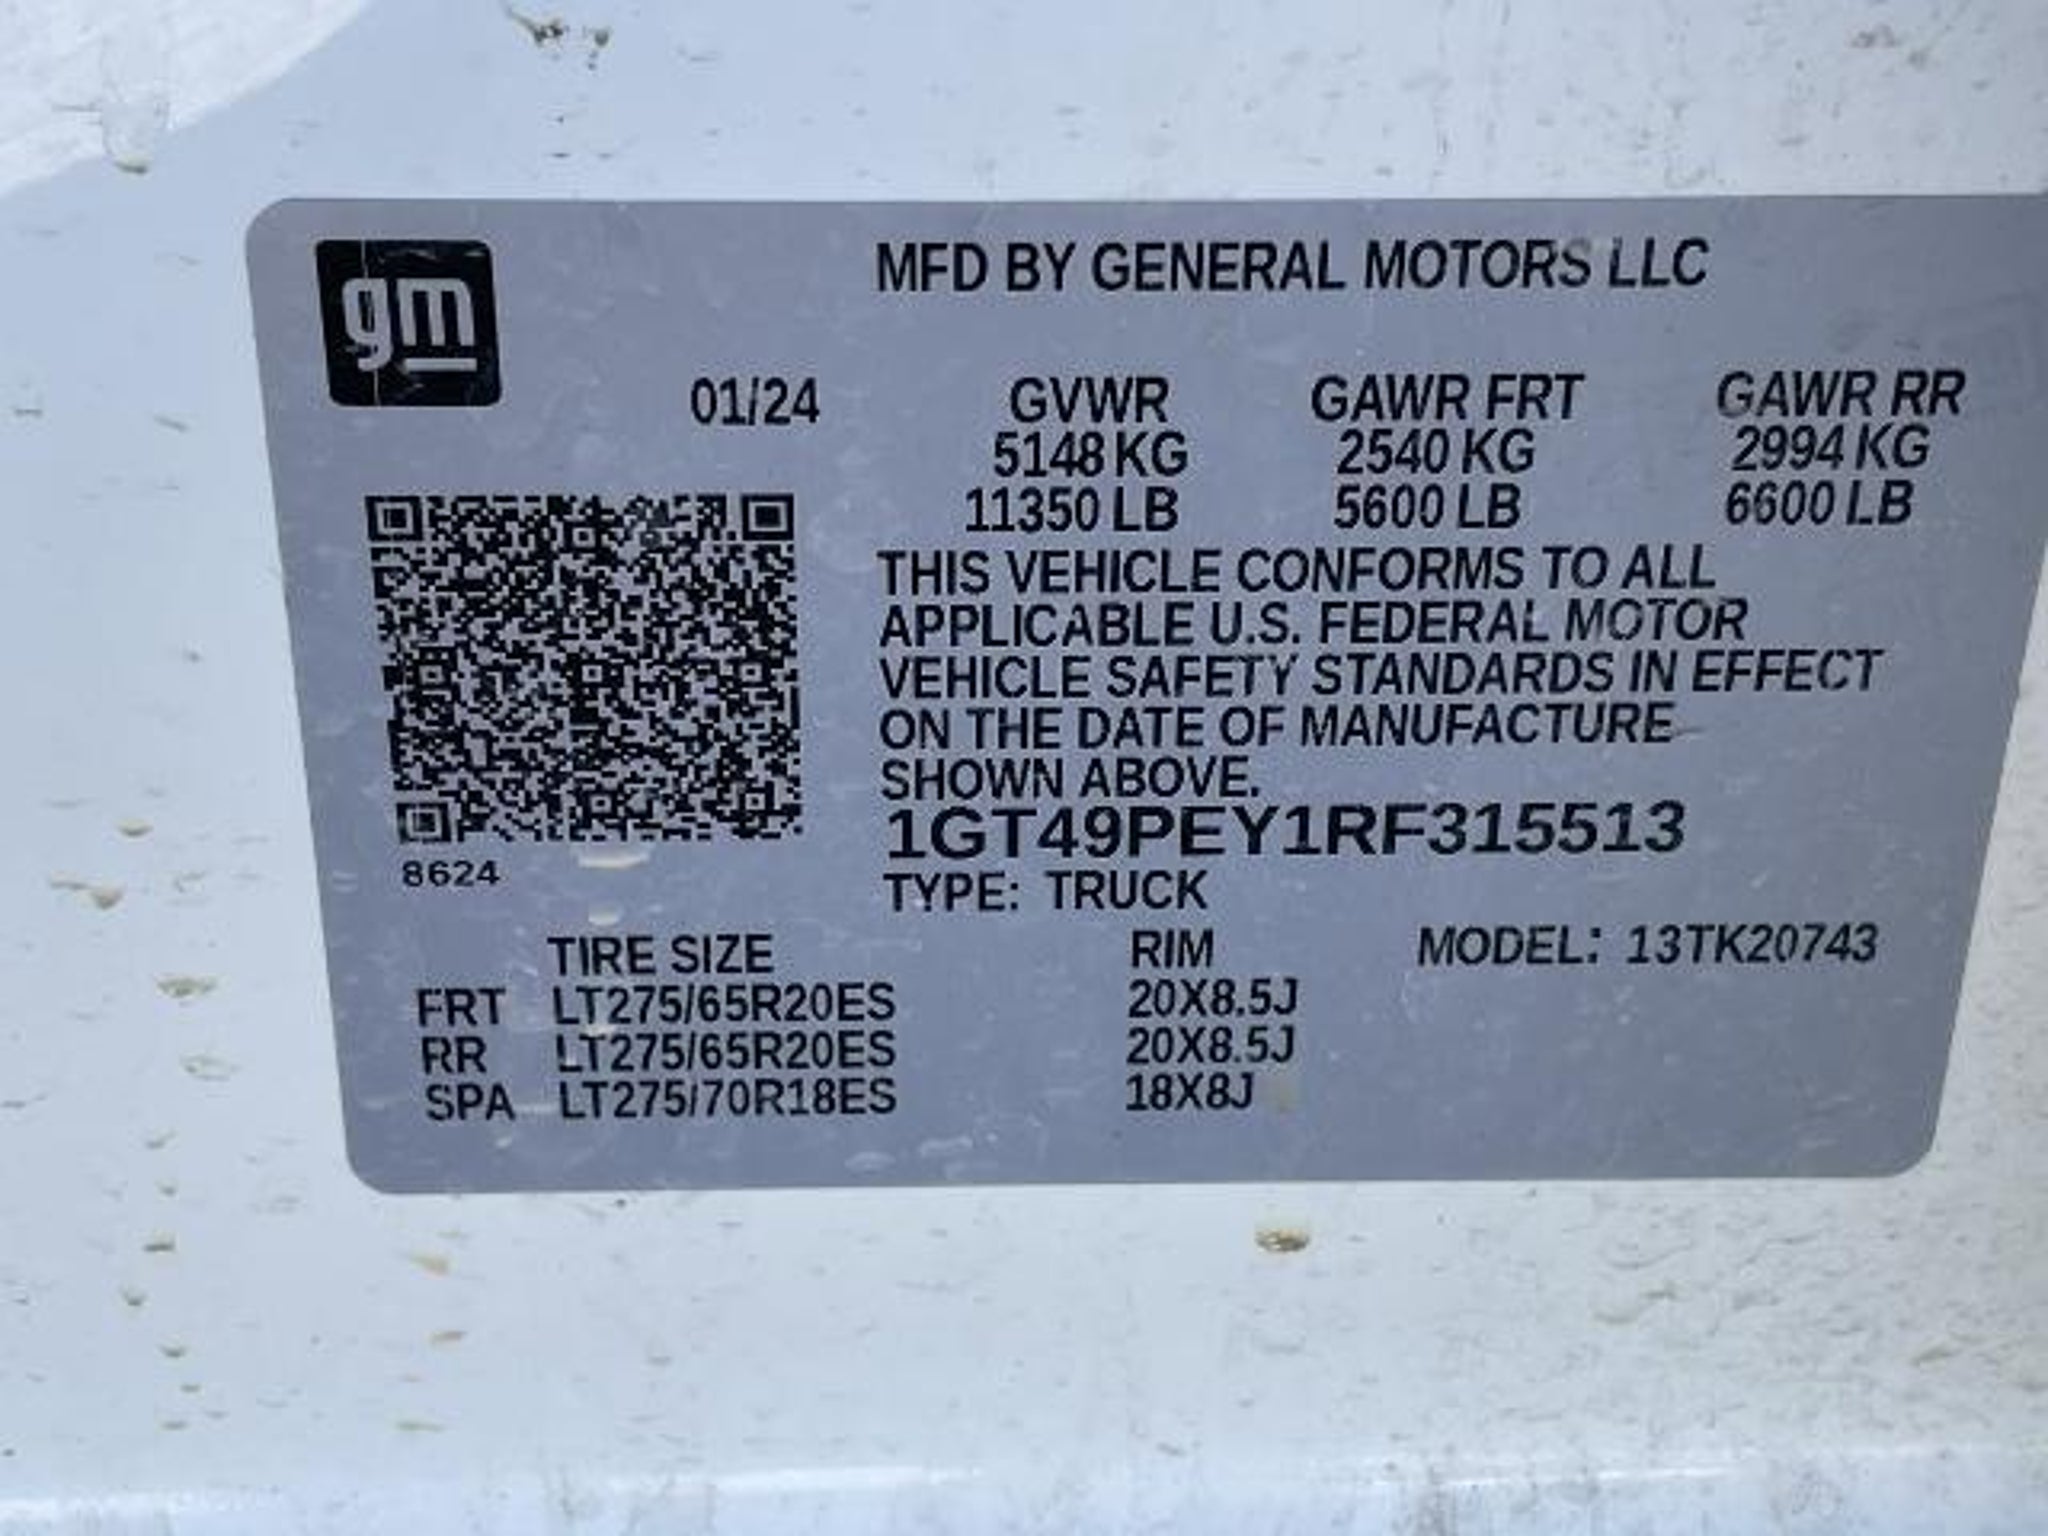 gm
MFD BY GENERAL MOTORS LLC
01/24 GVWR GAWR FRT GAWR RR
5148 KG 2540 KG 2994 KG
11350 LB 5600 LB 6600 LB
THIS VEHICLE CONFORMS TO ALL
APPLICABLE U.S. FEDERAL MOTOR
VEHICLE SAFETY STANDARDS IN EFFECT
ON THE DATE OF MANUFACTURE
SHOWN ABOVE.
1GT49PEY1RF315513
8624
TYPE: TRUCK
TIRE SIZE RIM MODEL: 13TK20743
FRT LT275/65R20ES 20X8.5J
RR LT275/65R20ES 20X8.5J
SPA LT275/70R18ES 18X8J